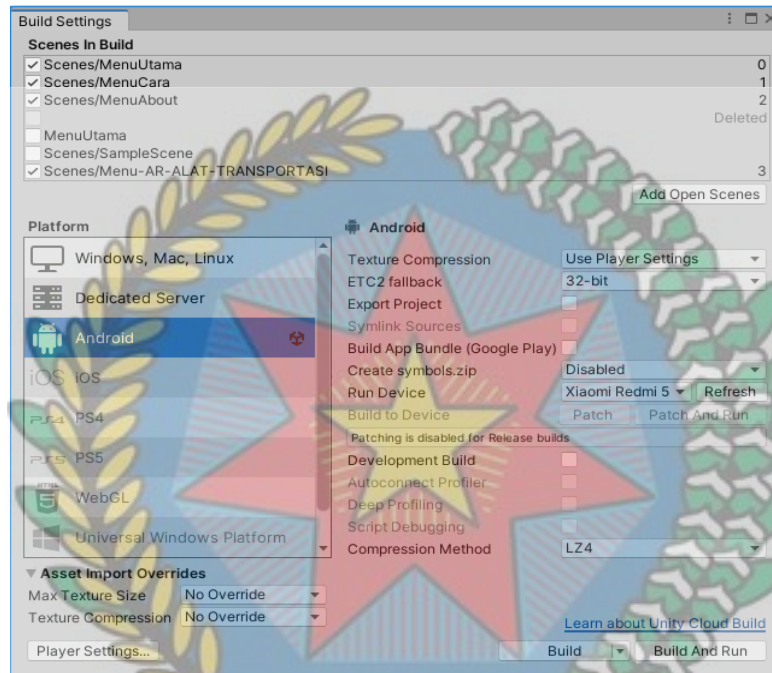 Build Settings
Scenes In Build
Scenes/MenuUtama 0
Scenes/MenuCara 1
Scenes/MenuAbout 2
Deleted
MenuUtama
Scenes/SampleScene
Scenes/Menu-AR-ALAT-TRANSPORTASI 3
Add Open Scenes
Platform
Windows, Mac, Linux
Dedicated Server
Android
iOS iOS
PS4 PS4
PS5 PS5
HTML 5 WebGL
Universal Windows Platform
Android
Texture Compression Use Player Settings
ETC2 fallback 32-bit
Export Project
Symlink Sources
Build App Bundle (Google Play)
Create symbols.zip Disabled
Run Device Xiaomi Redmi 5 Refresh
Build to Device Patch Patch And Run
Patching is disabled for Release builds
Development Build
Autoconnect Profiler
Deep Profiling
Script Debugging
Compression Method LZ4
Asset Import Overrides
Max Texture Size No Override
Texture Compression No Override
Learn about Unity Cloud Build
Player Settings... Build Build And Run